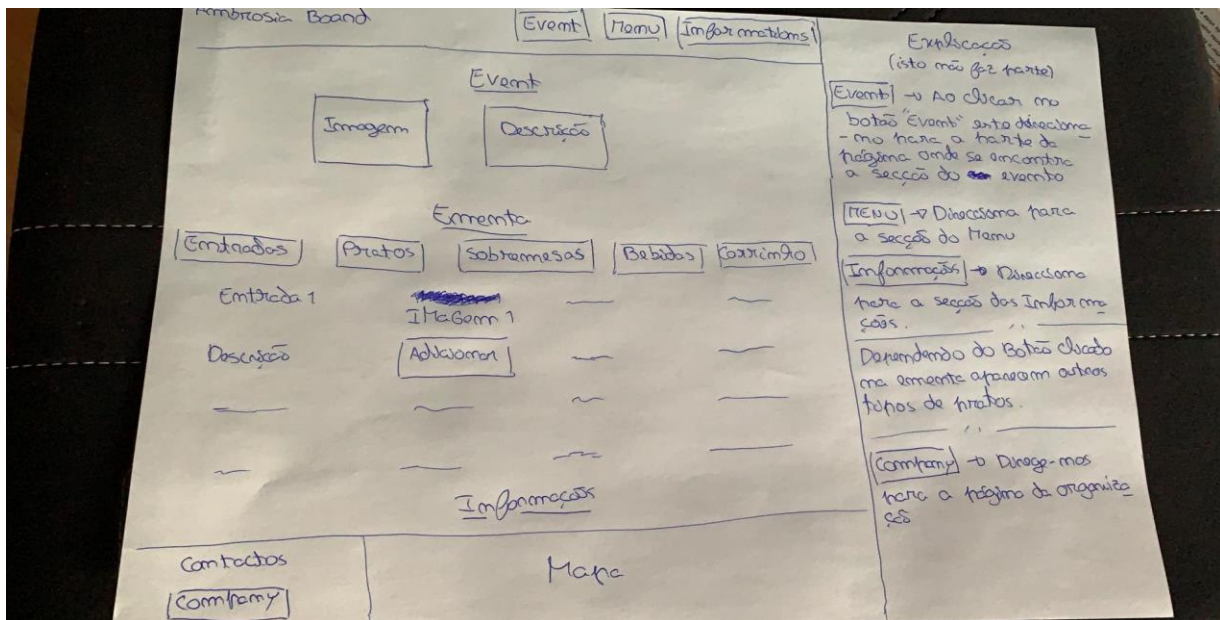 Ambrosia Board
Event Menu Informations
Event
Imagem Descrição
Ementa
Entradas Pratos Sobremesas Bebidas Carrinho
Entrada 1
IMaGem 1
Descrição Adicionar
Informações
Contactos
Company
Mapa
Explicação
(isto não faz parte)
Event → Ao clicar no
botão "Event" este direciona
-no para a parte da
página onde se encontra
a secção do evento
MENU → Direcciona para
a secção do Menu
Informações → Direcciona
para a secção das Informa
ções.
Dependendo do Botão clicado
na ementa aparecem outros
tipos de pratos.
Company → Dirige-nos
para a página da organiza
ção